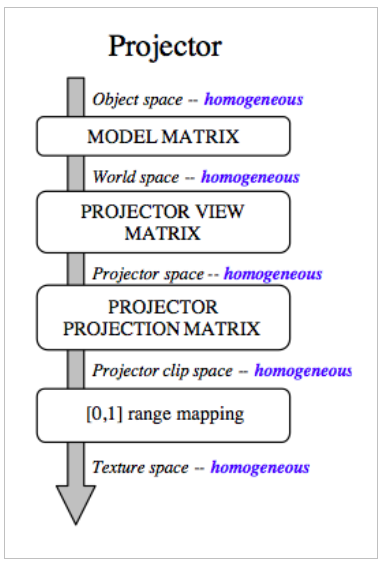 Projector
Object space -- homogeneous
MODEL MATRIX
World space -- homogeneous
PROJECTOR VIEW
MATRIX
Projector space -- homogeneous
PROJECTOR
PROJECTION MATRIX
Projector clip space -- homogeneous
[0,1] range mapping
Texture space -- homogeneous